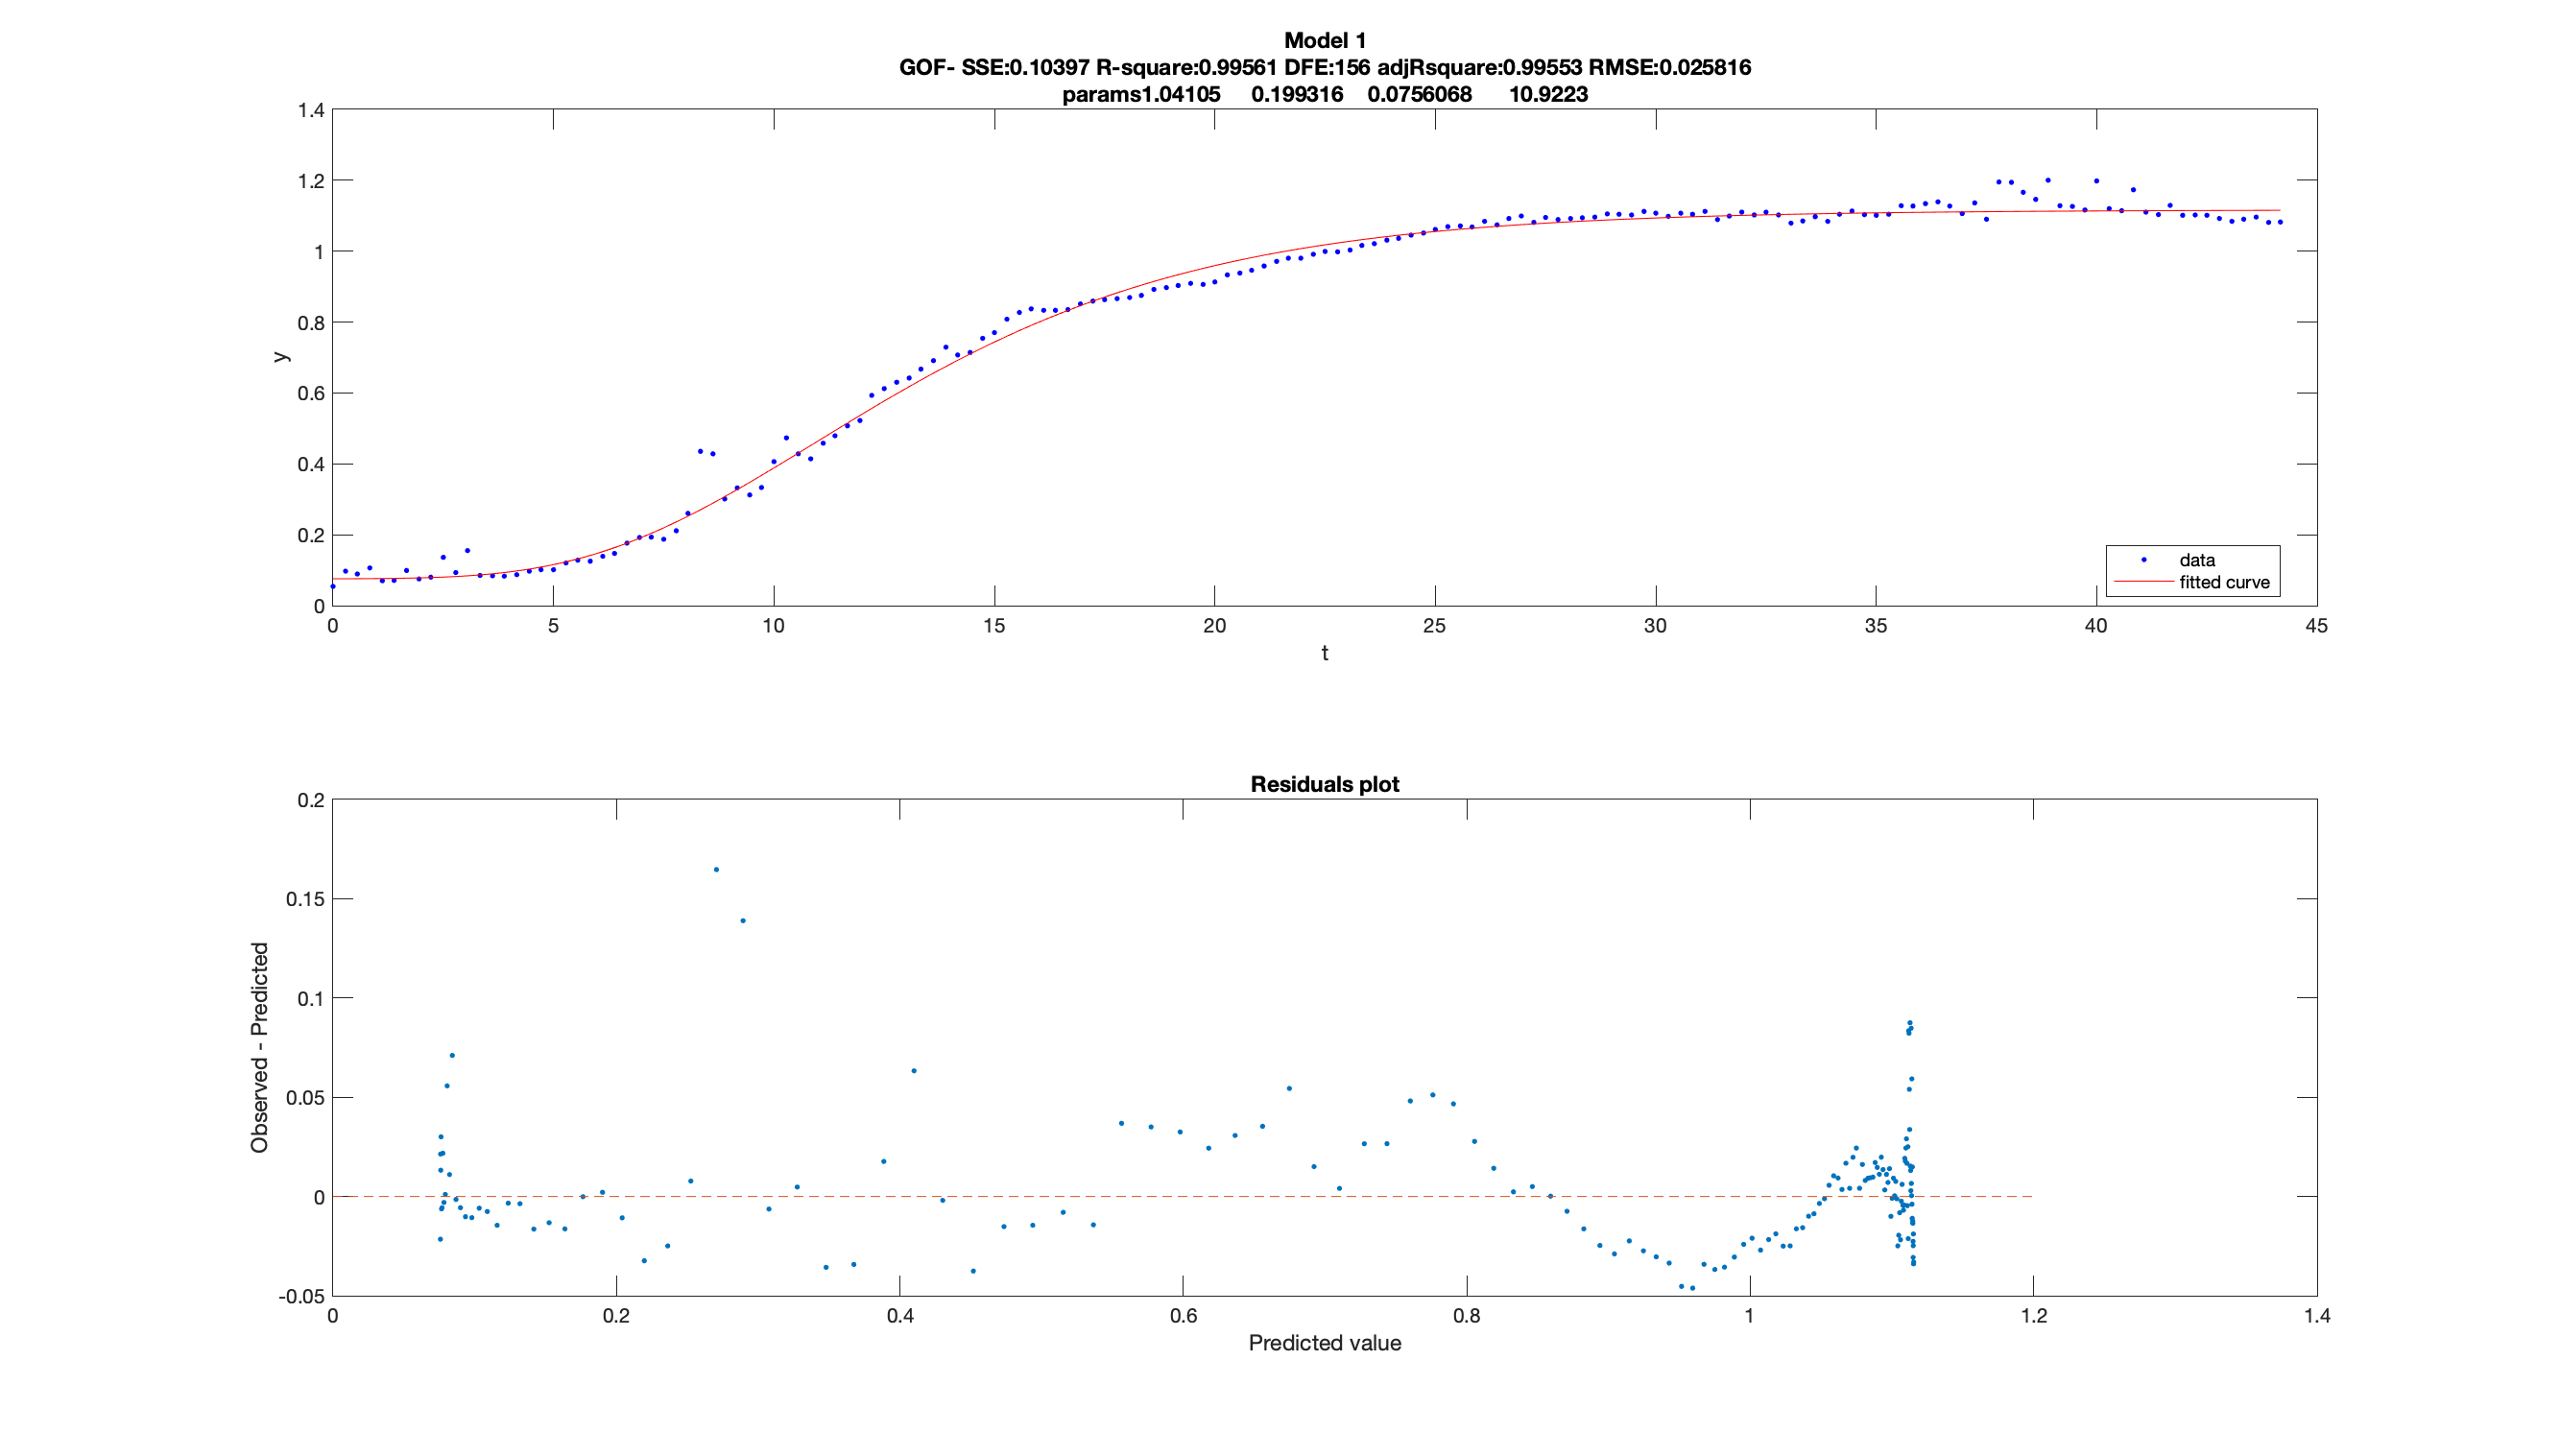 Model 1
GOF- SSE:0.10397 R-square:0.99561 DFE:156 adjRsquare:0.99553 RMSE:0.025816
params1.04105 0.199316 0.0756068 10.9223
1.4
1.2
1
0.8
0.6
0.4
0.2
0
y
data
fitted curve
0 5 10 15 20 25 30 35 40 45
t
Residuals plot
0.2
0.15
0.1
0.05
0
-0.05
Observed - Predicted
0 0.2 0.4 0.6 0.8 1 1.2 1.4
Predicted value